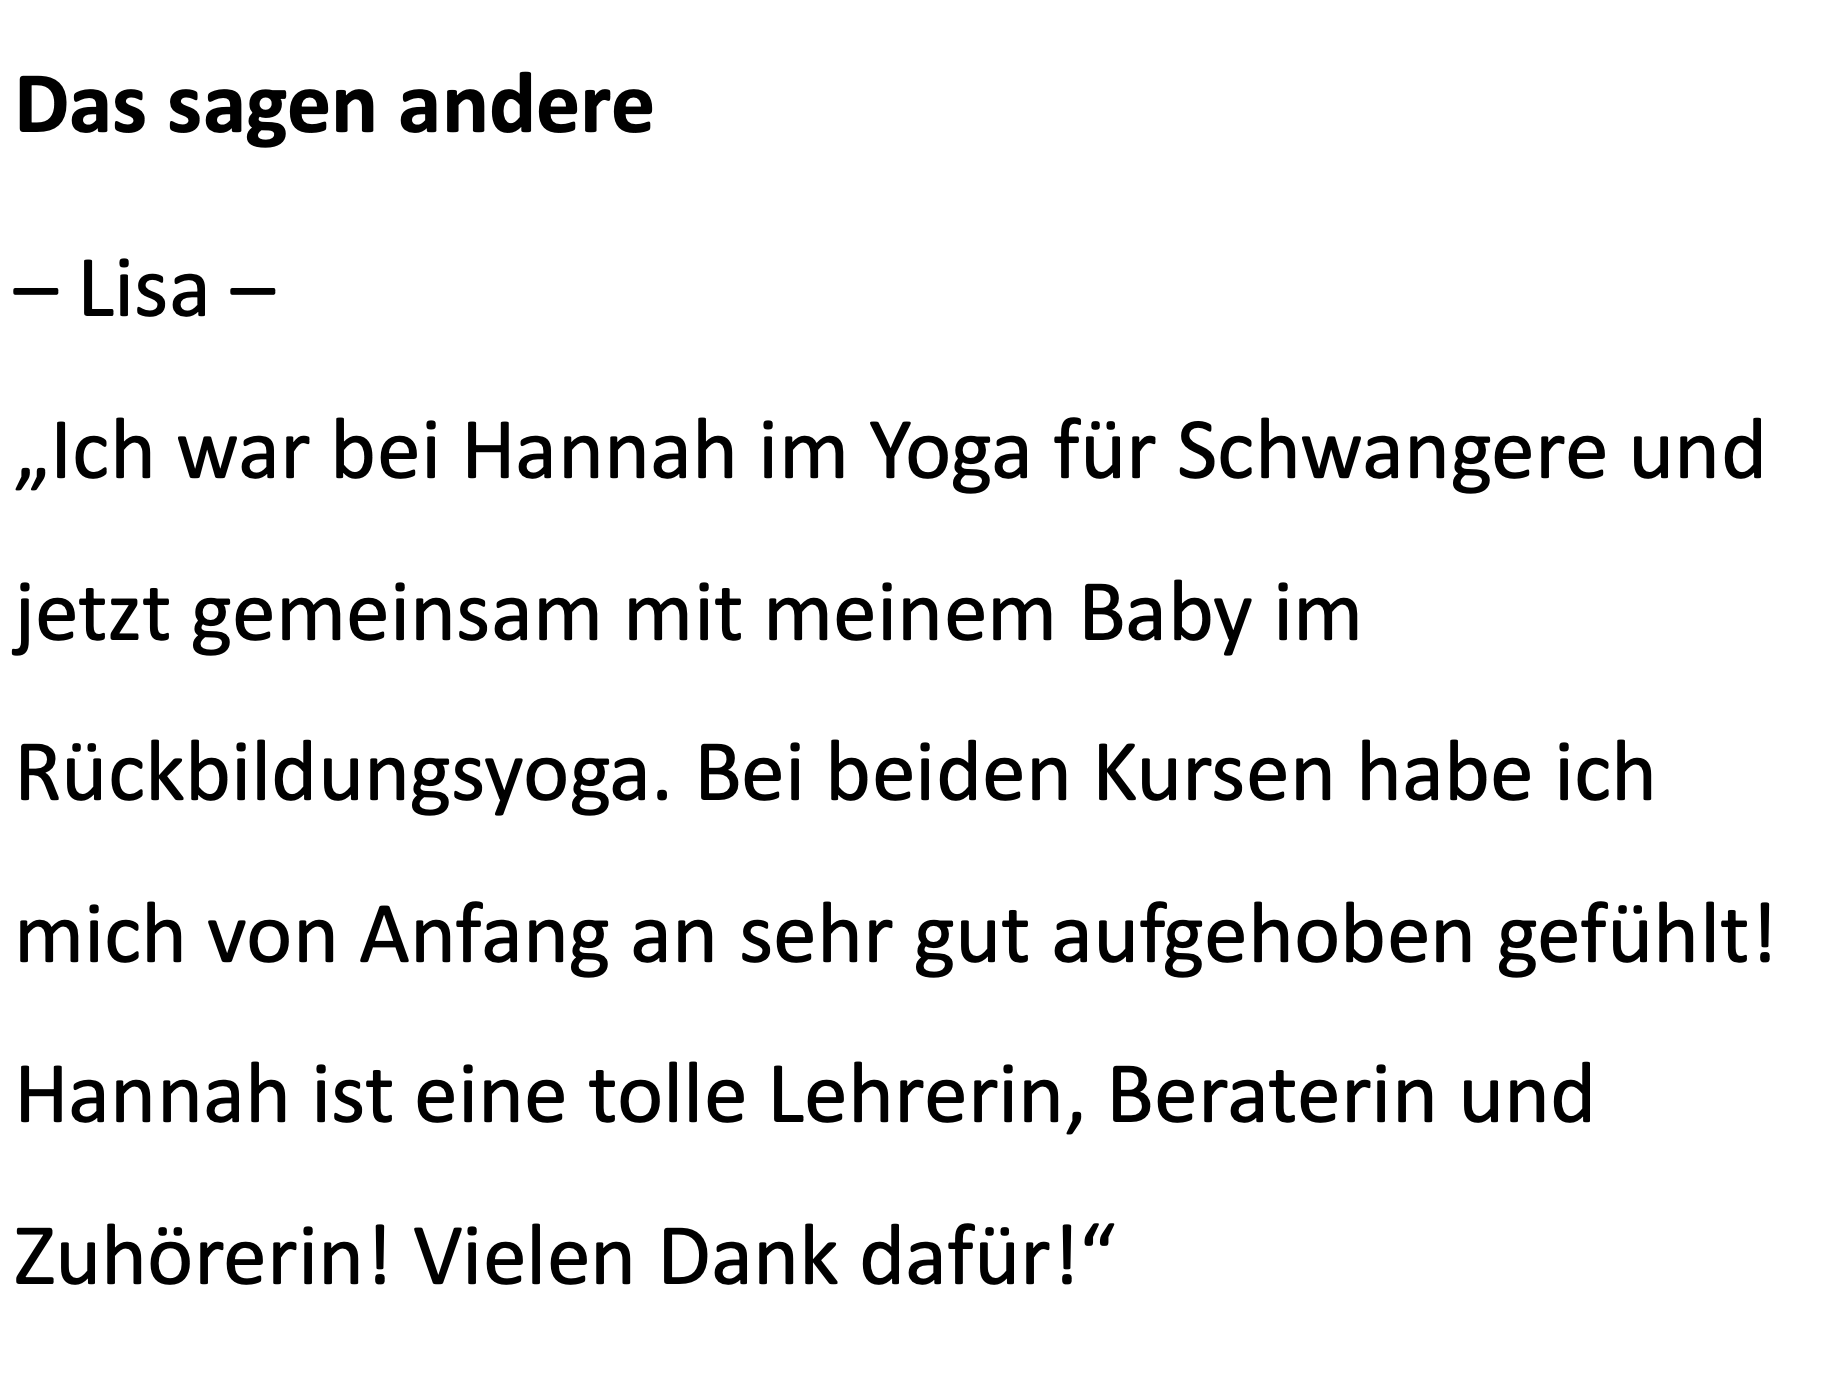 Das sagen andere
– Lisa –
„Ich war bei Hannah im Yoga für Schwangere und
jetzt gemeinsam mit meinem Baby im
Rückbildungsyoga. Bei beiden Kursen habe ich
mich von Anfang an sehr gut aufgehoben gefühlt!
Hannah ist eine tolle Lehrerin, Beraterin und
Zuhörerin! Vielen Dank dafür!“